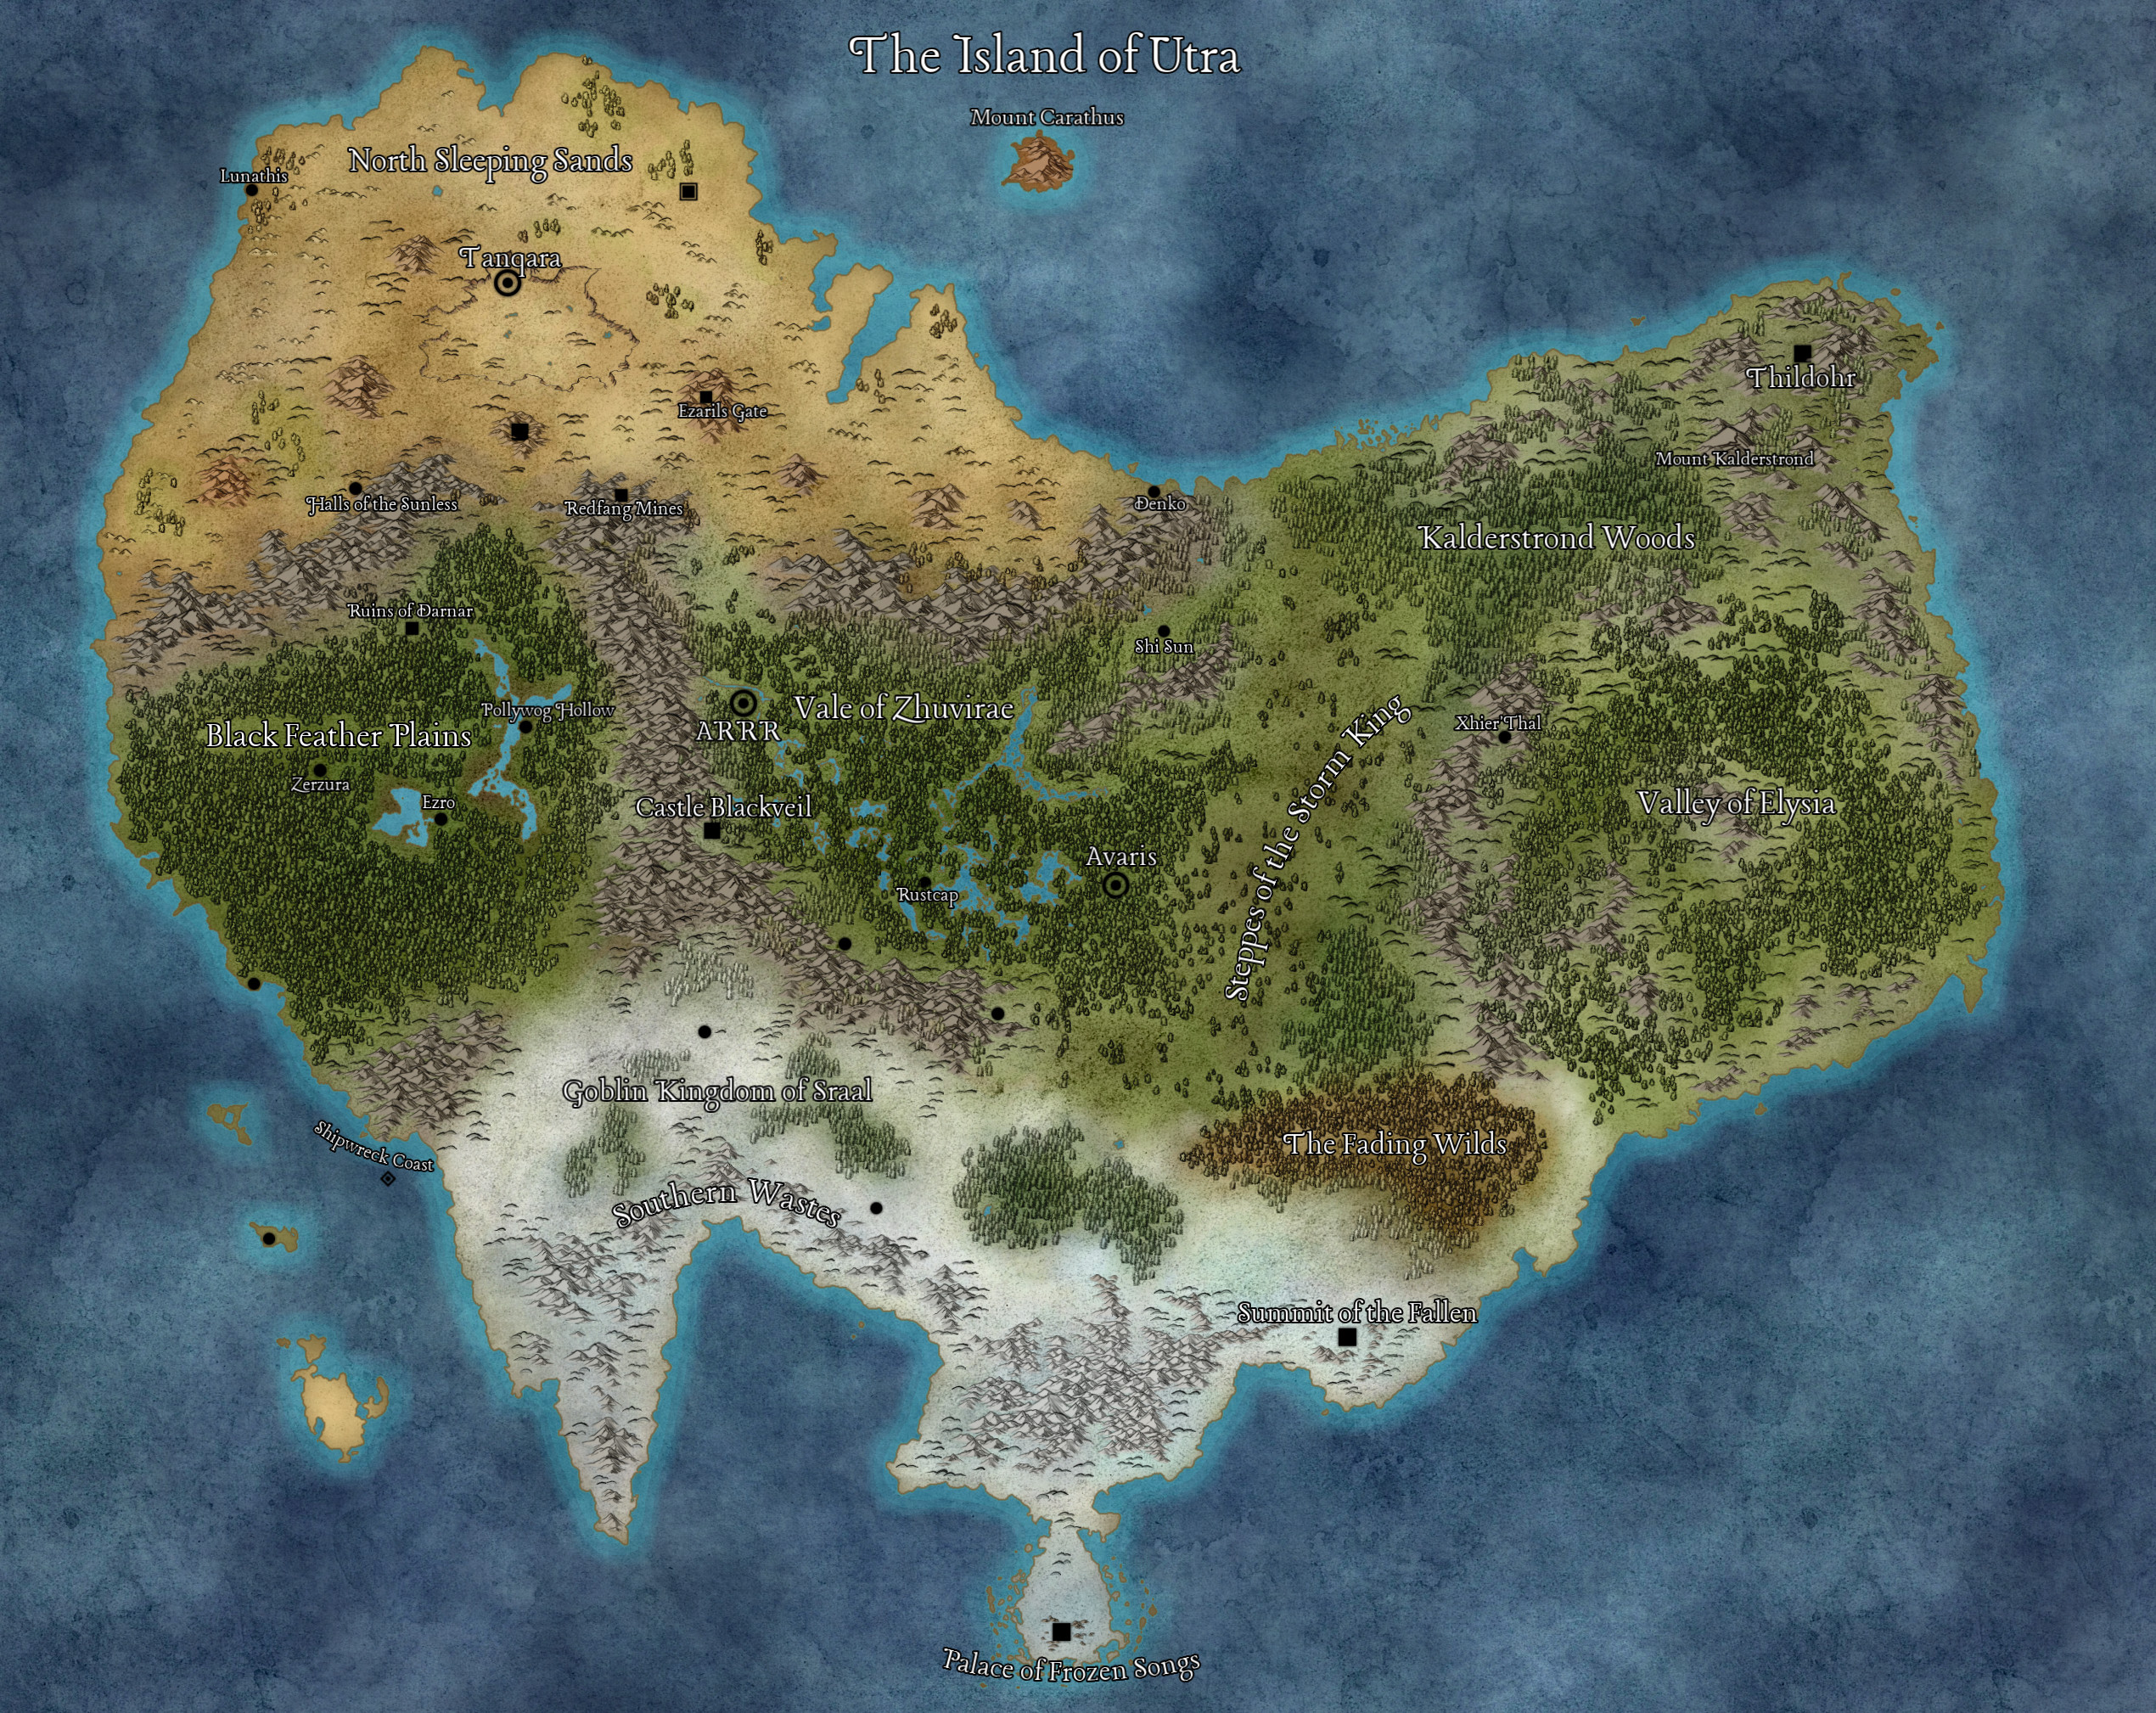 The Island of Utra
Mount Carathus
North Sleeping Sands
Lunathis
Tanqara
Thildohr
Ezarils Gate
Mount Kalderstrond
Halls of the Sunless
Redfang Mines
Denko
Kalderstrond Woods
Ruins of Darnar
Shi Sun
Pollywog Hollow
Vale of Zhuvirae
Black Feather Plains
ARRR
Xhier'Thal
Zerzura
Ezro
Castle Blackveil
Steppes of the Storm King
Valley of Elysia
Avaris
Rustcap
Goblin Kingdom of Sraal
Shipwreck Coast
The Fading Wilds
Southern Wastes
Summit of the Fallen
Palace of Frozen Songs